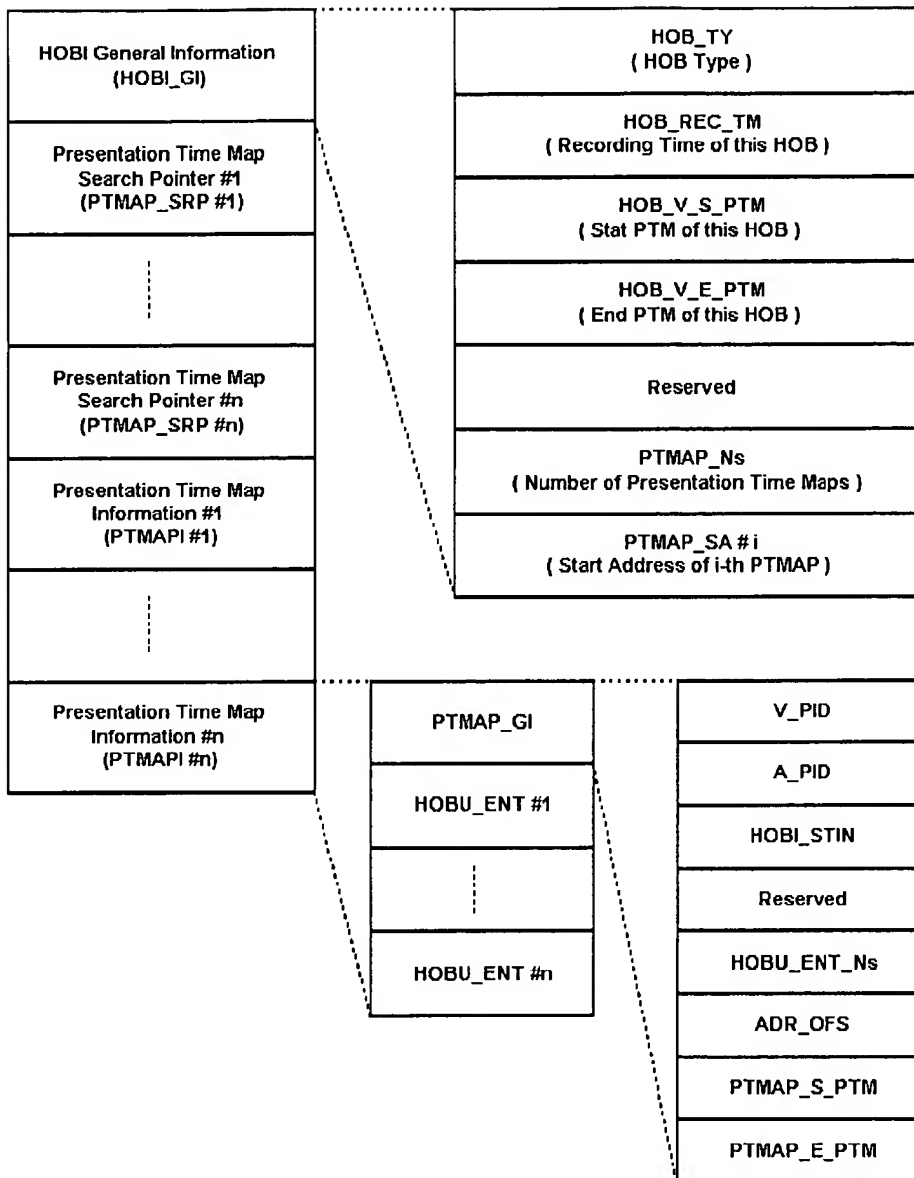 HOBI General Information
(HOBI_GI)
Presentation Time Map
Search Pointer #1
(PTMAP_SRP #1)
Presentation Time Map
Search Pointer #n
(PTMAP_SRP #n)
Presentation Time Map
Information #1
(PTMAPI #1)
Presentation Time Map
Information #n
(PTMAPI #n)
HOB_TY
( HOB Type )
HOB_REC_TM
( Recording Time of this HOB )
HOB_V_S_PTM
( Stat PTM of this HOB )
HOB_V_E_PTM
( End PTM of this HOB )
Reserved
PTMAP_Ns
( Number of Presentation Time Maps )
PTMAP_SA # i
( Start Address of i-th PTMAP )
PTMAP_GI
HOBU_ENT #1
HOBU_ENT #n
V_PID
A_PID
HOBI_STIN
Reserved
HOBU_ENT_Ns
ADR_OFS
PTMAP_S_PTM
PTMAP_E_PTM